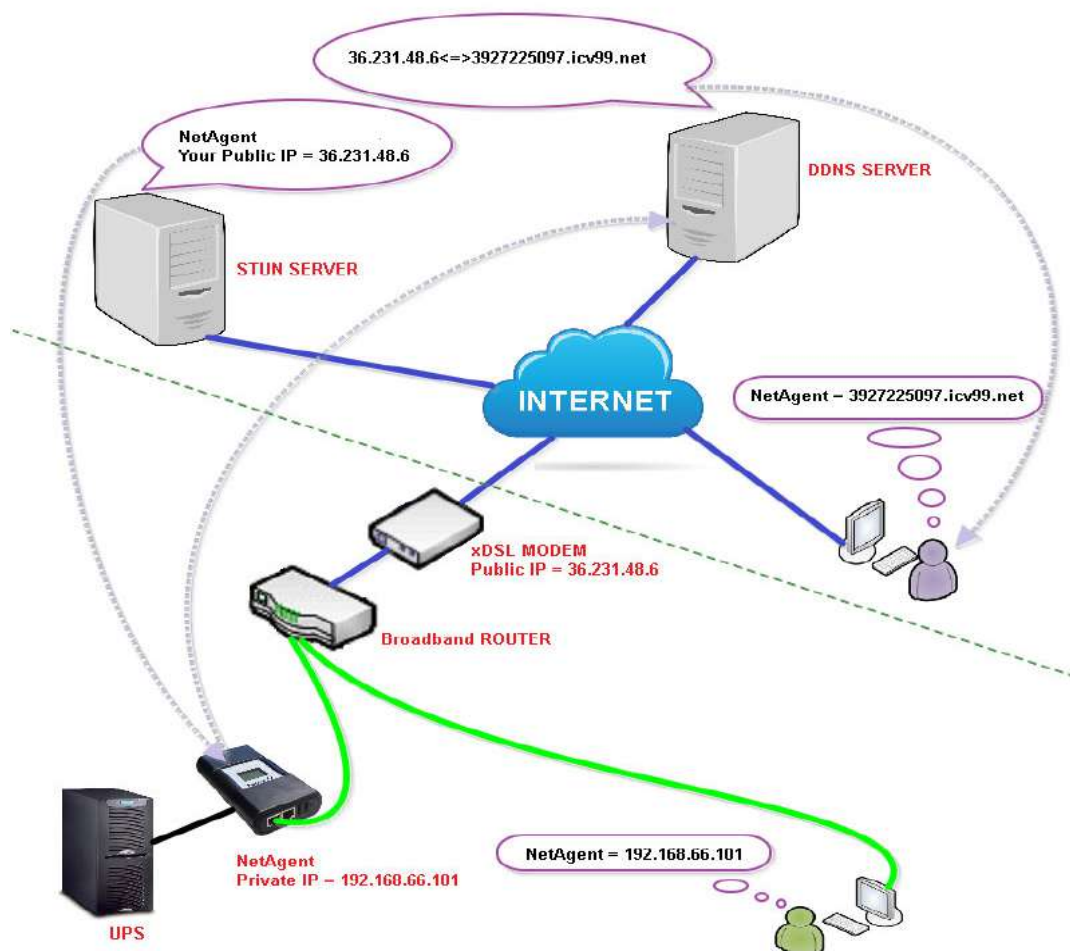 36.231.48.6<=>3927225097.icv99.net
NetAgent
Your Public IP = 36.231.48.6
DDNS SERVER
STUN SERVER
INTERNET
NetAgent – 3927225097.icv99.net
xDSL MODEM
Public IP = 36.231.48.6
Broadband ROUTER
NetAgent
Private IP – 192.168.66.101
NetAgent = 192.168.66.101
UPS